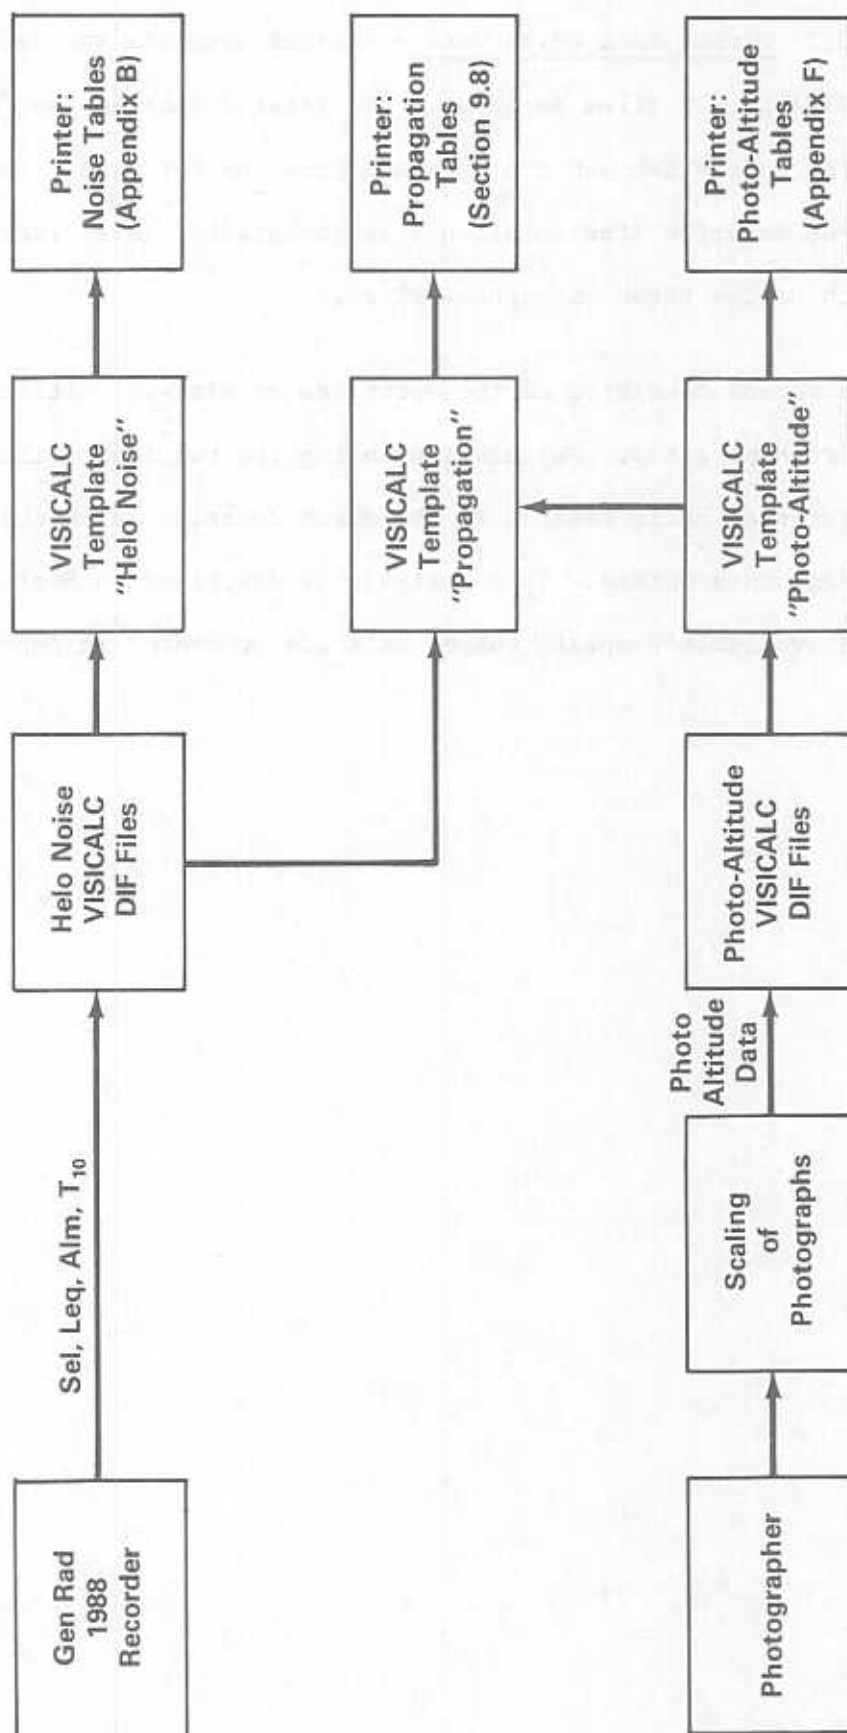 Gen Rad
1988
Recorder
Sel, Leq, Alm, T₁₀
Helo Noise
VISICALC
DIF Files
VISICALC
Template
"Helo Noise"
Printer:
Noise Tables
(Appendix B)
VISICALC
Template
"Propagation"
Printer:
Propagation
Tables
(Section 9.8)
Photographer
Scaling
of
Photographs
Photo
Altitude
Data
Photo-Altitude
VISICALC
DIF Files
VISICALC
Template
"Photo-Altitude"
Printer:
Photo-Altitude
Tables
(Appendix F)